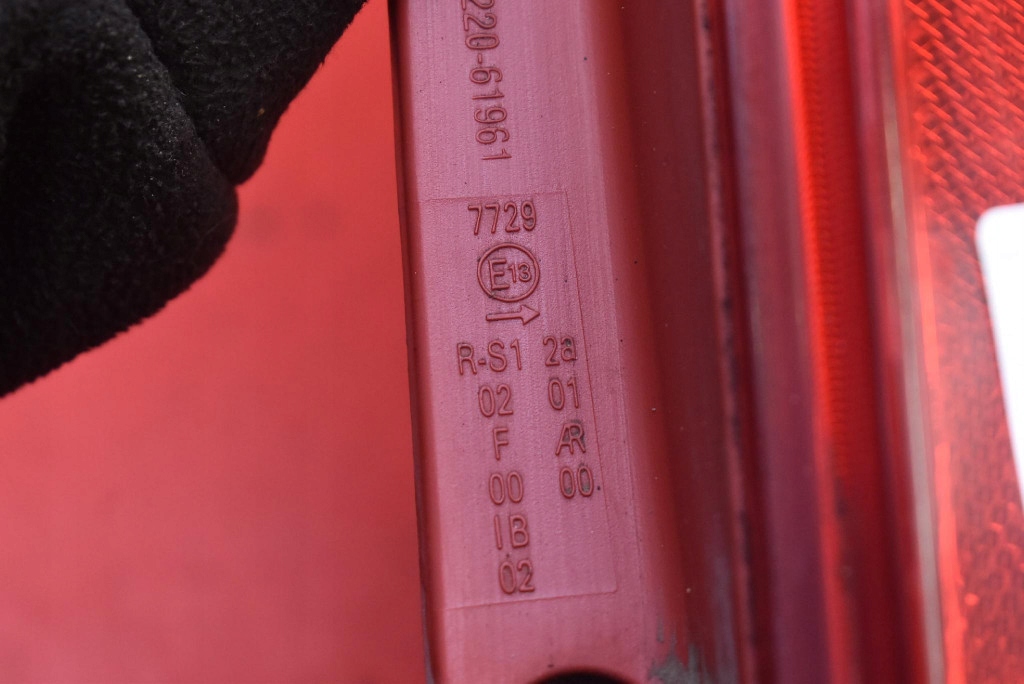 220-61961
7729
E13
→
R-S1 2a
02 01
F AR
00 00
IB
02